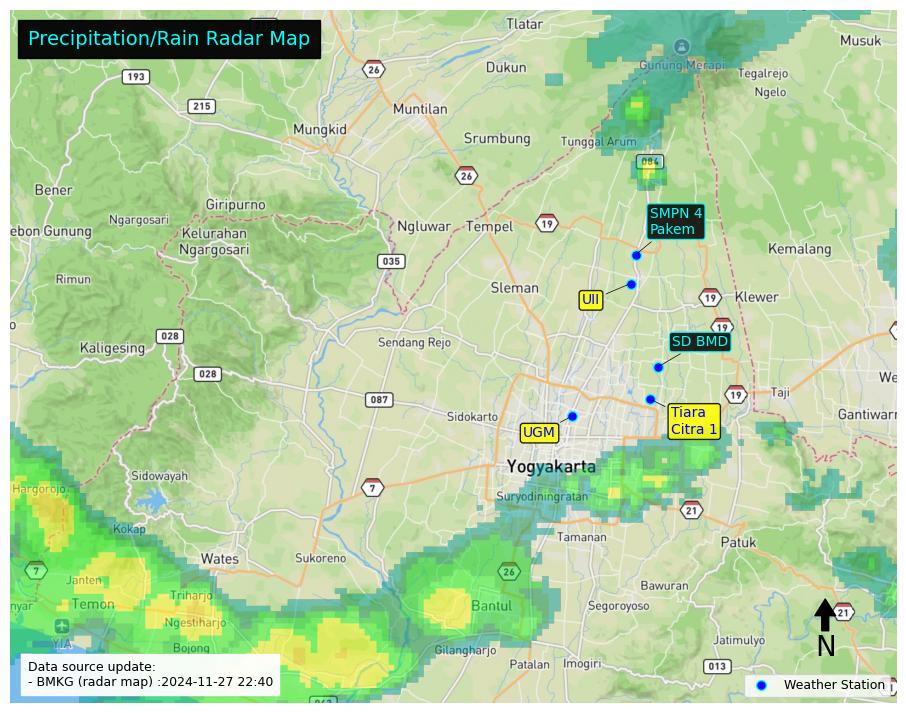 Precipitation/Rain Radar Map
Tlatar
Musuk
26
Dukun
Gunung Merapi
Tegalrejo
193
Ngelo
215
Muntilan
Mungkid
Srumbung
Tunggal Arum
084
26
Bener
Giripurno
SMPN 4
Pakem
Ngargosari
ebon Gunung
Kelurahan
Ngargosari
Ngluwar
Tempel
19
Kemalang
035
Rimun
Sleman
UII
19
Klewer
19
028
Sendang Rejo
SD BMD
Kaligesing
028
We
087
19
Taji
Sidokarto
Tiara
Citra 1
Gantiwarn
UGM
Yogyakarta
Sidowayah
7
Hargorojo
Suryodiningratan
21
Kokap
Tamanan
Patuk
Wates
Sukoreno
7
26
Janten
Bawuran
nyar
Temon
Triharjo
Bantul
Segoroyoso
21
Ngestiharjo
YIA
Bojong
Gilangharjo
Jatimulyo
N
Patalan
Imogiri
013
Data source update:
- BMKG (radar map) :2024-11-27 22:40
Weather Station